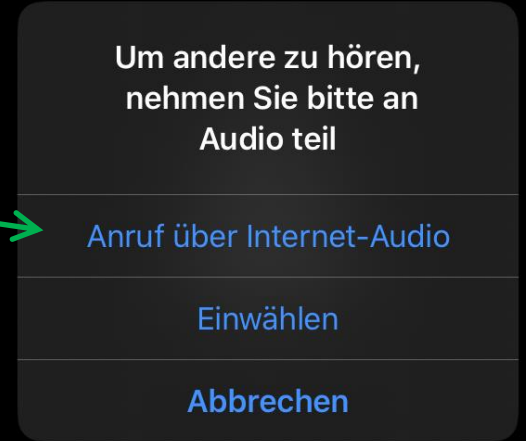 Um andere zu hören,
nehmen Sie bitte an
Audio teil
Anruf über Internet-Audio
Einwählen
Abbrechen